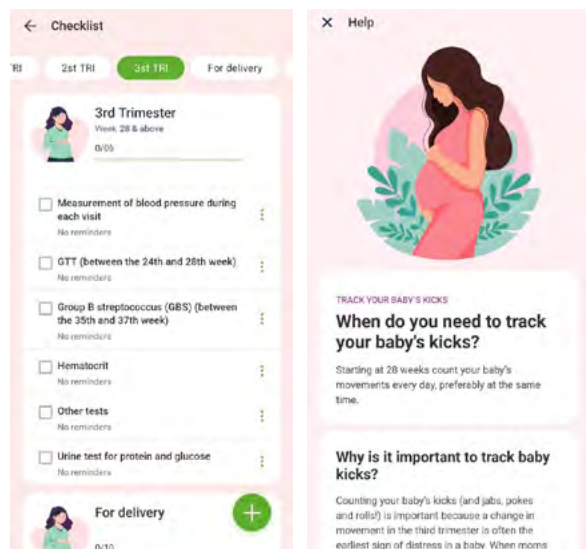 Checklist
RI
2st TRI
3st TRI
For delivery
3rd Trimester
Week 28 & above
0/06
Measurement of blood pressure during
each visit
No reminders
GTT (between the 24th and 28th week)
No reminders
Group B streptococcus (GBS) (between
the 35th and 37th week)
No reminders
Hematocrit
No reminders
Other tests
No reminders
Urine test for protein and glucose
No reminders
For delivery
0/10
Help
TRACK YOUR BABY'S KICKS
When do you need to track
your baby's kicks?
Starting at 28 weeks count your baby's
movements every day, preferably at the same
time.
Why is it important to track baby
kicks?
Counting your baby's kicks (and jabs, pokes
and rolls!) is important because a change in
movement in the third trimester is often the
earliest sign of distress in a baby. When moms